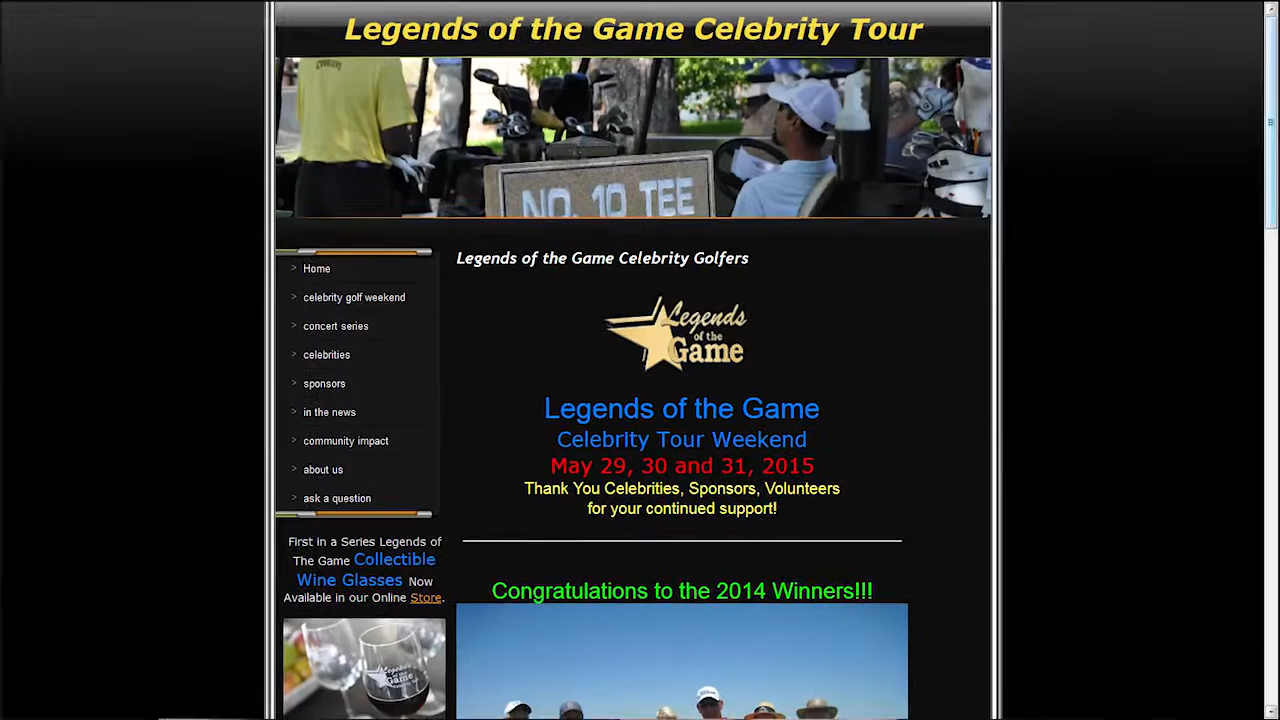 Legends of the Game Celebrity Tour
NO. 10 TEE
> Home
> celebrity golf weekend
> concert series
> celebrities
> sponsors
> in the news
> community impact
> about us
> ask a question
First in a Series Legends of
The Game Collectible
Wine Glasses Now
Available in our Online Store.
Legends
of the
Game
Legends of the Game Celebrity Golfers
Legends
of the
Game
Legends of the Game
Celebrity Tour Weekend
May 29, 30 and 31, 2015
Thank You Celebrities, Sponsors, Volunteers
for your continued support!
Congratulations to the 2014 Winners!!!